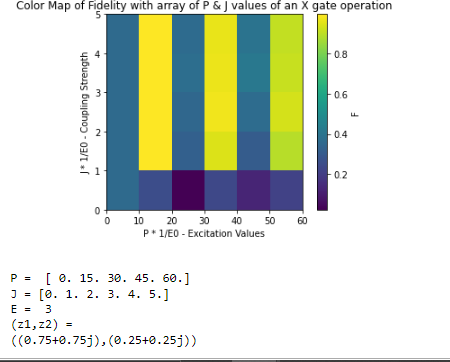 Color Map of Fidelity with array of P & J values of an X gate operation
5
4
3
2
1
0
J * 1/E0 - Coupling Strength
0 10 20 30 40 50 60
P * 1/E0 - Excitation Values
0.8
0.6
0.4
0.2
F
P =  [ 0. 15. 30. 45. 60.]
J = [0. 1. 2. 3. 4. 5.]
E =  3
(z1,z2) =
((0.75+0.75j),(0.25+0.25j))